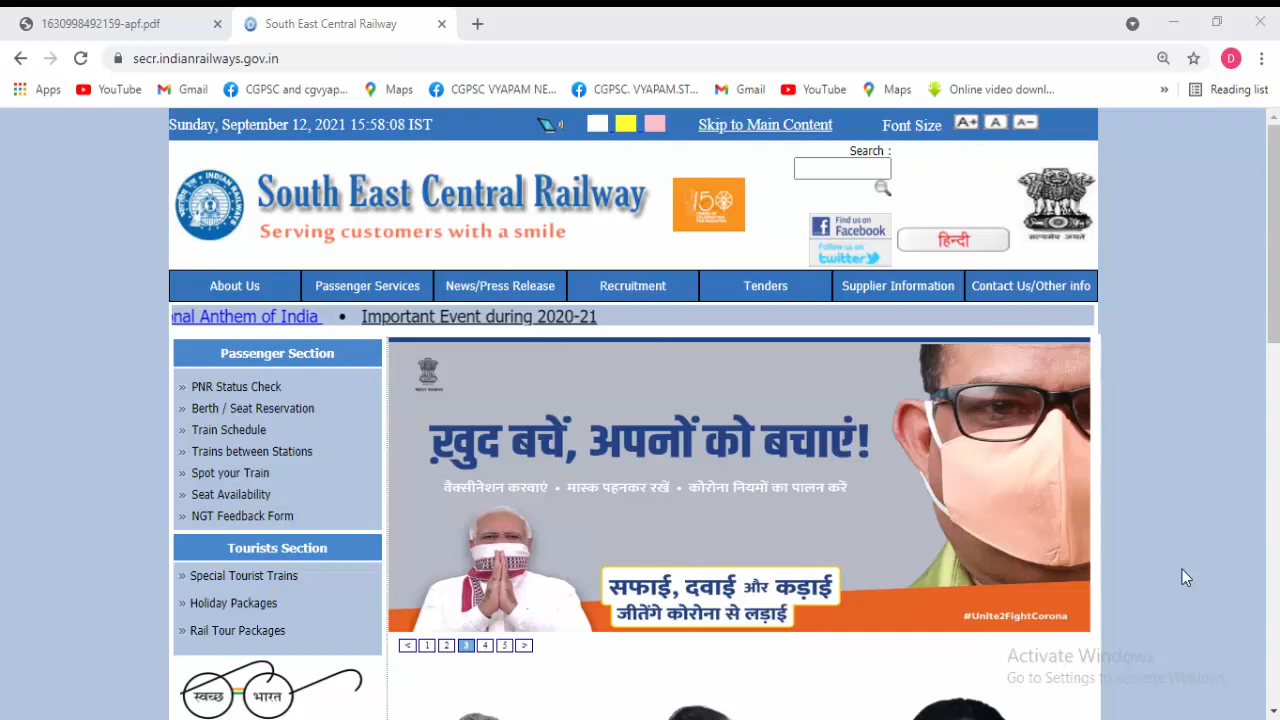 1630998492159-apf.pdf
South East Central Railway
secr.indianrailways.gov.in
D
Apps YouTube Gmail CGPSC and cgvyap... Maps CGPSC VYAPAM NE... CGPSC. VYAPAM.ST... Gmail YouTube Maps Online video downl... » Reading list
Sunday, September 12, 2021 15:58:08 IST Skip to Main Content Font Size A+ A A-
Search :
South East Central Railway
Serving customers with a smile
150
Find us on
Facebook
Follow us on
twitter
हिन्दी
सत्यमेव जयते
About Us Passenger Services News/Press Release Recruitment Tenders Supplier Information Contact Us/Other info
nal Anthem of India • Important Event during 2020-21
Passenger Section
» PNR Status Check
» Berth / Seat Reservation
» Train Schedule
» Trains between Stations
» Spot your Train
» Seat Availability
» NGT Feedback Form
Tourists Section
» Special Tourist Trains
» Holiday Packages
» Rail Tour Packages
स्वच्छ भारत
ख़ुद बचें, अपनों को बचाएं!
वैक्सीनेशन करवाएं • मास्क पहनकर रखें • कोरोना नियमों का पालन करें
सफाई, दवाई और कड़ाई
जीतेंगे कोरोना से लड़ाई
#Unite2FightCorona
< 1 2 3 4 5 >
Activate Windows
Go to Settings to activate Windows.